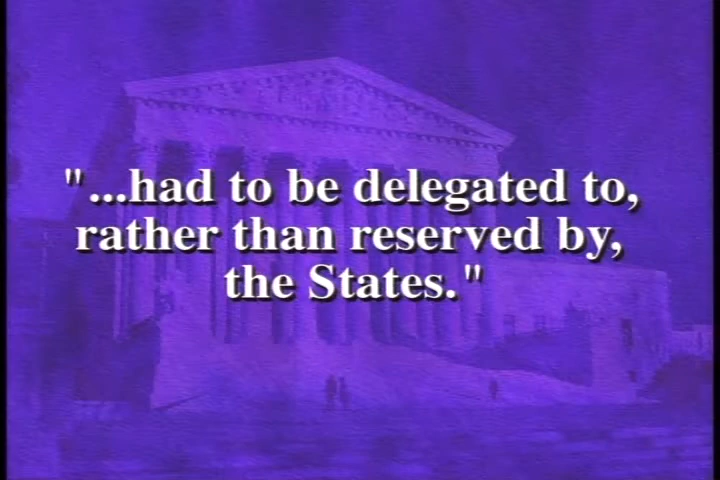 "...had to be delegated to,
rather than reserved by,
the States."